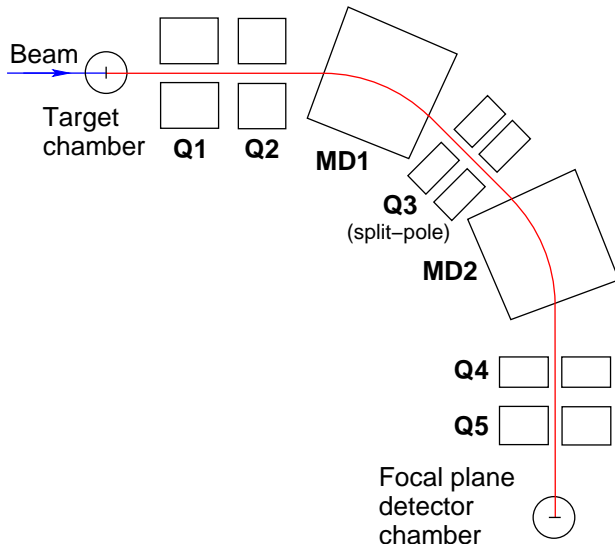 Beam
Target
chamber
Q1
Q2
MD1
Q3
(split–pole)
MD2
Q4
Q5
Focal plane
detector
chamber